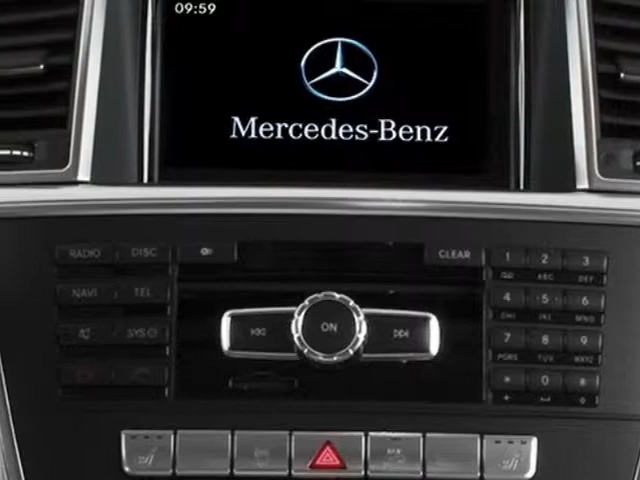 09:59
Mercedes-Benz
RADIO DISC
CLEAR
1 2 3
ABC DEF
NAVI TEL
4 5 6
GHI JKL MNO
ON
SYS
7 8 9
PQRS TUV WXYZ
* 0 #
+